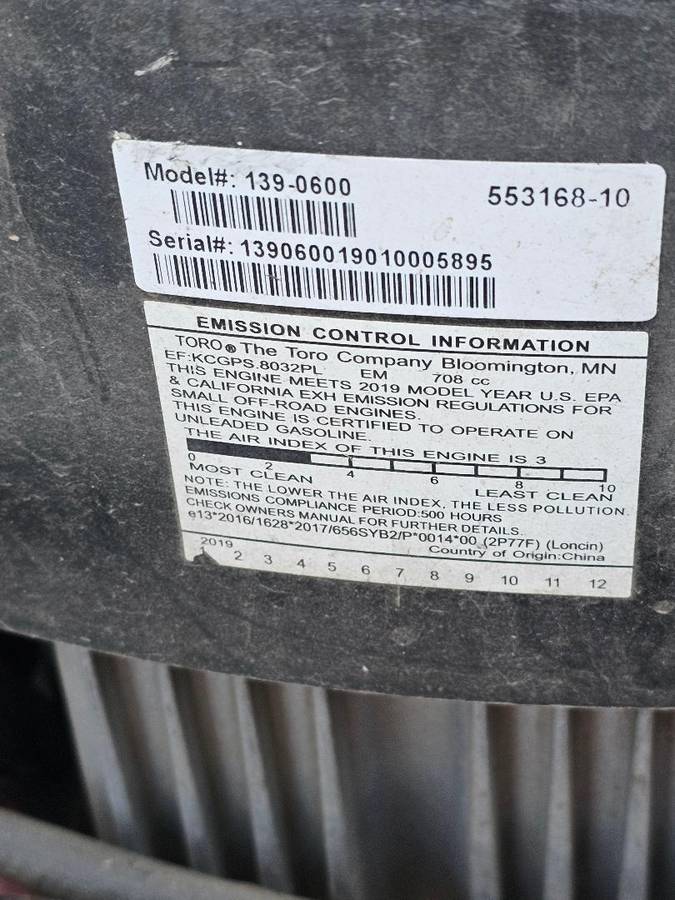 Model#: 139-0600
553168-10
Serial#: 139060019010005895
EMISSION CONTROL INFORMATION
TORO® The Toro Company Bloomington, MN
EF:KCGPS.8032PL EM 708 cc
THIS ENGINE MEETS 2019 MODEL YEAR U.S. EPA
& CALIFORNIA EXH EMISSION REGULATIONS FOR
SMALL OFF-ROAD ENGINES.
THIS ENGINE IS CERTIFIED TO OPERATE ON
UNLEADED GASOLINE.
THE AIR INDEX OF THIS ENGINE IS 3
0 2 4 6 8 10
MOST CLEAN LEAST CLEAN
NOTE: THE LOWER THE AIR INDEX, THE LESS POLLUTION.
EMISSIONS COMPLIANCE PERIOD:500 HOURS
CHECK OWNERS MANUAL FOR FURTHER DETAILS.
e13*2016/1628*2017/656SYB2/P*0014*00 (2P77F) (Loncin)
2019 Country of Origin:China
1 2 3 4 5 6 7 8 9 10 11 12